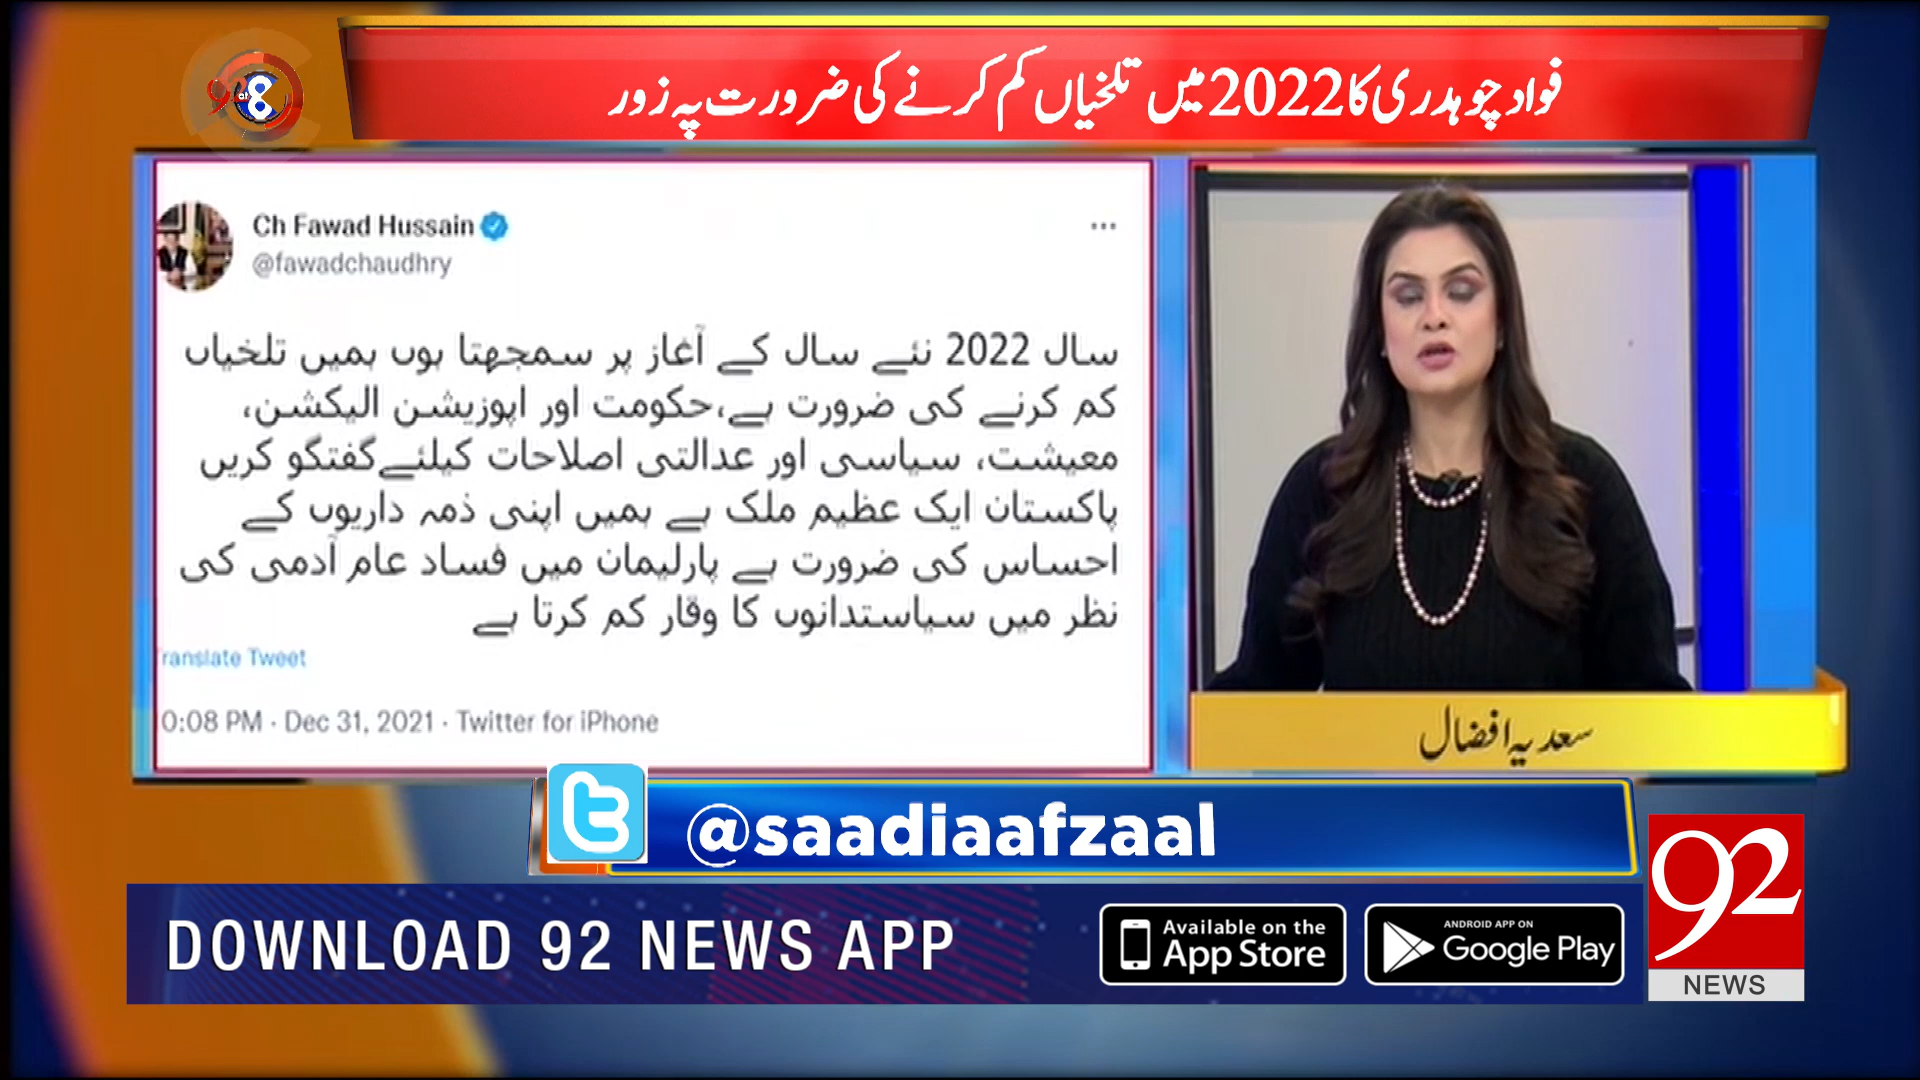 فواد چوہدری کا 2022 میں تلخیاں کم کرنے کی ضرورت پہ زور
92 at 8
Ch Fawad Hussain
@fawadchaudhry
سال 2022 نئے سال کے آغاز پر سمجھتا ہوں ہمیں تلخیاں
کم کرنے کی ضرورت ہے،حکومت اور اپوزیشن الیکشن،
معیشت، سیاسی اور عدالتی اصلاحات کیلئے گفتگو کریں
پاکستان ایک عظیم ملک ہے ہمیں اپنی ذمہ داریوں کے
احساس کی ضرورت ہے پارلیمان میں فساد عام آدمی کی
نظر میں سیاستدانوں کا وقار کم کرتا ہے
ranslate Tweet
0:08 PM · Dec 31, 2021 · Twitter for iPhone
سعدیہ افضال
@saadiaafzaal
DOWNLOAD 92 NEWS APP
Available on the
App Store
ANDROID APP ON
Google Play
92
NEWS